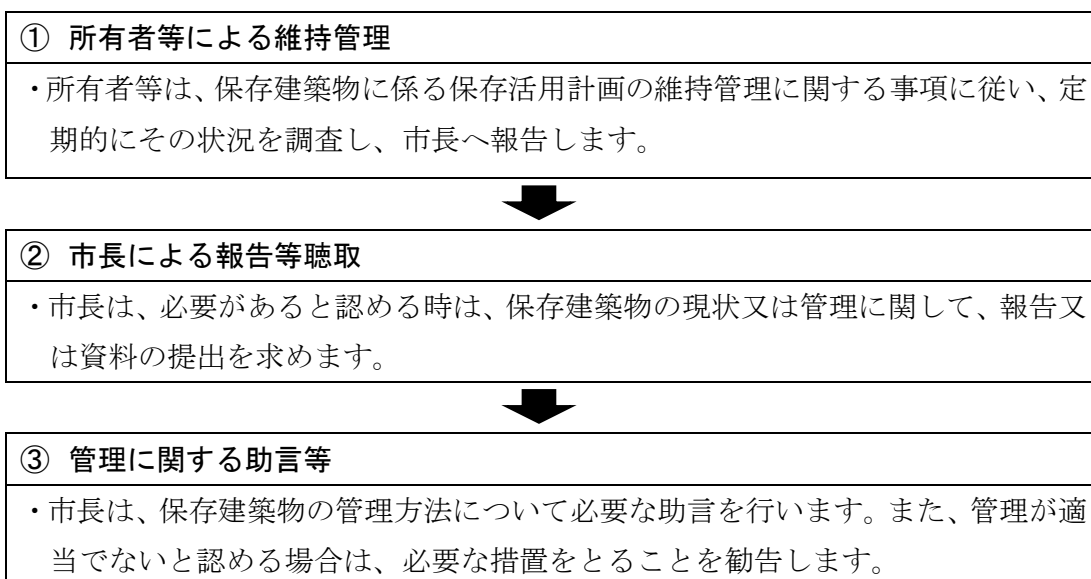 ① 所有者等による維持管理
・所有者等は、保存建築物に係る保存活用計画の維持管理に関する事項に従い、定
期的にその状況を調査し、市長へ報告します。
② 市長による報告等聴取
・市長は、必要があると認める時は、保存建築物の現状又は管理に関して、報告又
は資料の提出を求めます。
③ 管理に関する助言等
・市長は、保存建築物の管理方法について必要な助言を行います。また、管理が適
当でないと認める場合は、必要な措置をとることを勧告します。